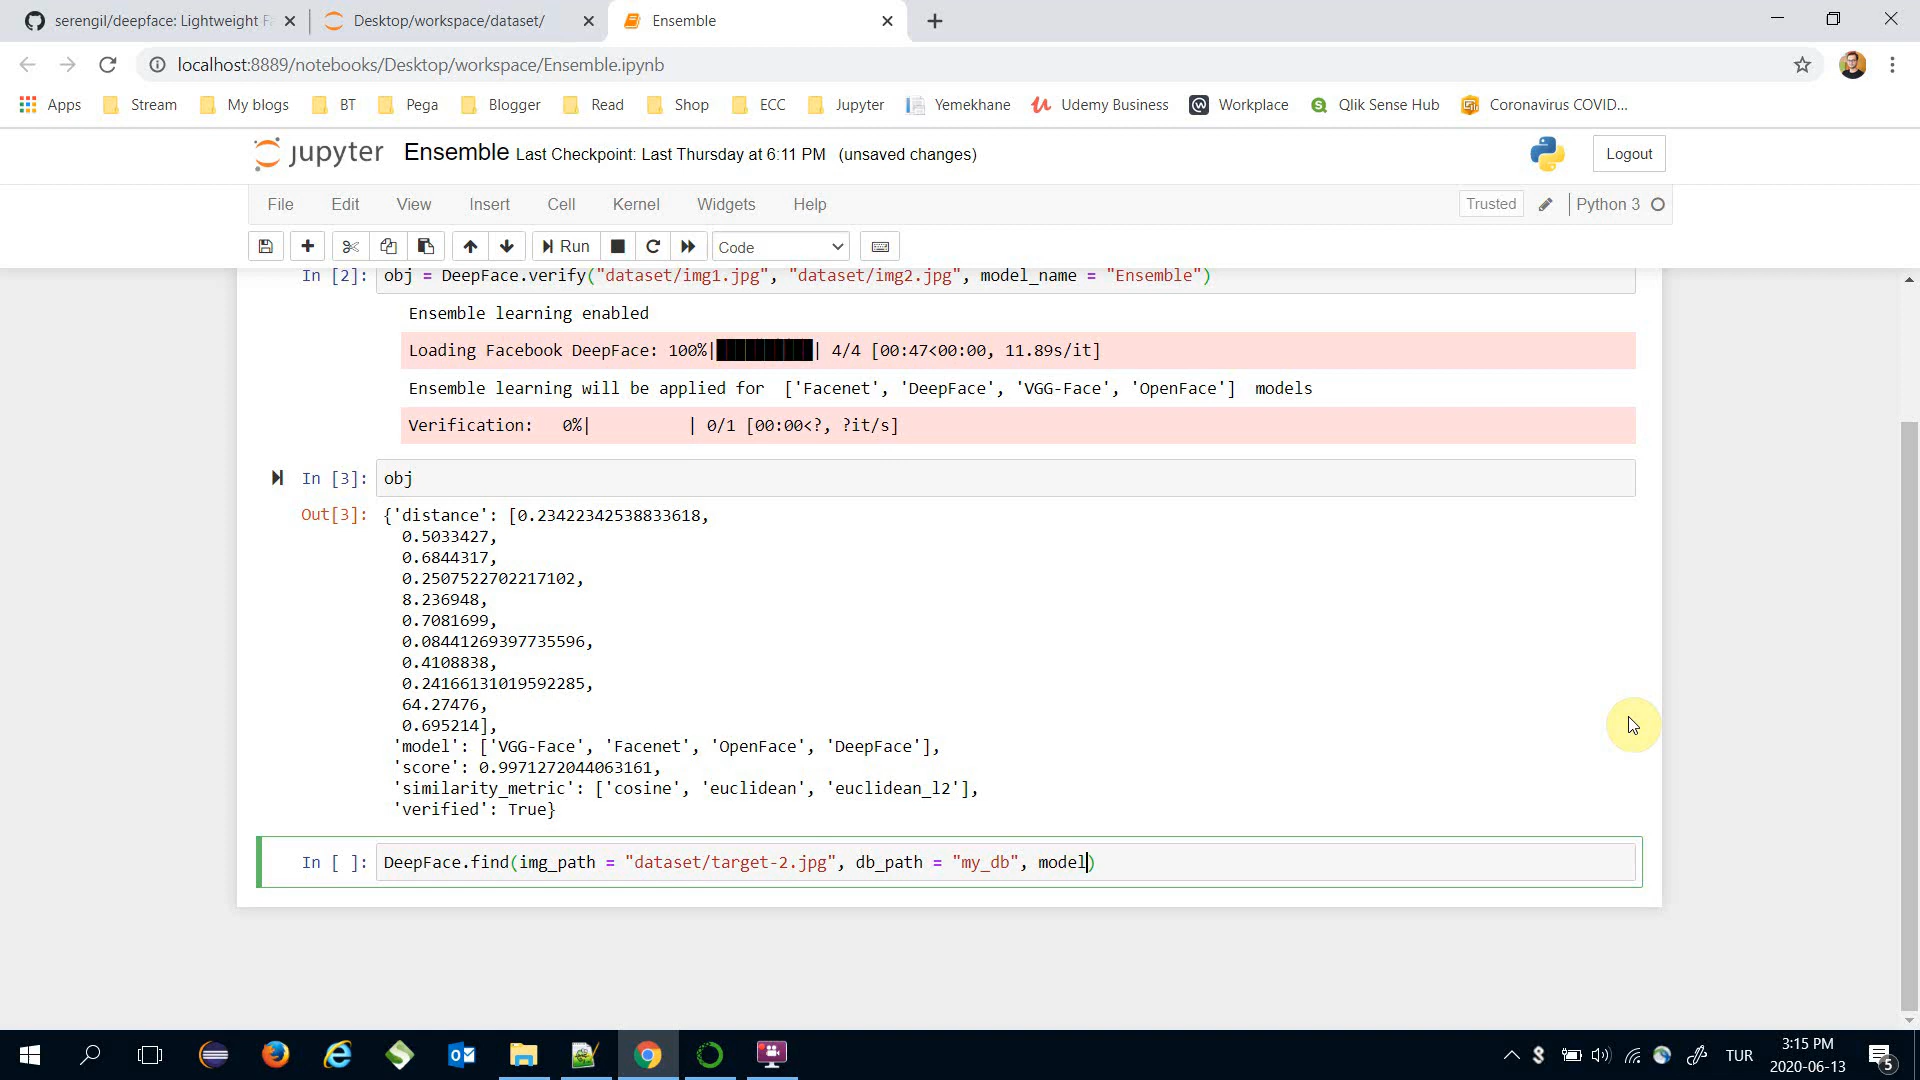 serengil/deepface: Lightweight F
Desktop/workspace/dataset/
Ensemble
localhost:8889/notebooks/Desktop/workspace/Ensemble.ipynb
Apps Stream My blogs BT Pega Blogger Read Shop ECC Jupyter Yemekhane Udemy Business Workplace Qlik Sense Hub Coronavirus COVID...
jupyter Ensemble Last Checkpoint: Last Thursday at 6:11 PM (unsaved changes) Logout
File Edit View Insert Cell Kernel Widgets Help Trusted Python 3
Run Code
In [2]: obj = DeepFace.verify("dataset/img1.jpg", "dataset/img2.jpg", model_name = "Ensemble")
Ensemble learning enabled
Loading Facebook DeepFace: 100%|██████████| 4/4 [00:47<00:00, 11.89s/it]
Ensemble learning will be applied for ['Facenet', 'DeepFace', 'VGG-Face', 'OpenFace'] models
Verification: 0%| | 0/1 [00:00<?, ?it/s]
In [3]: obj
Out[3]: {'distance': [0.23422342538833618,
0.5033427,
0.6844317,
0.2507522702217102,
8.236948,
0.7081699,
0.08441269397735596,
0.4108838,
0.24166131019592285,
64.27476,
0.695214],
'model': ['VGG-Face', 'Facenet', 'OpenFace', 'DeepFace'],
'score': 0.9971272044063161,
'similarity_metric': ['cosine', 'euclidean', 'euclidean_l2'],
'verified': True}
In [ ]: DeepFace.find(img_path = "dataset/target-2.jpg", db_path = "my_db", model)
TUR
3:15 PM
2020-06-13
5